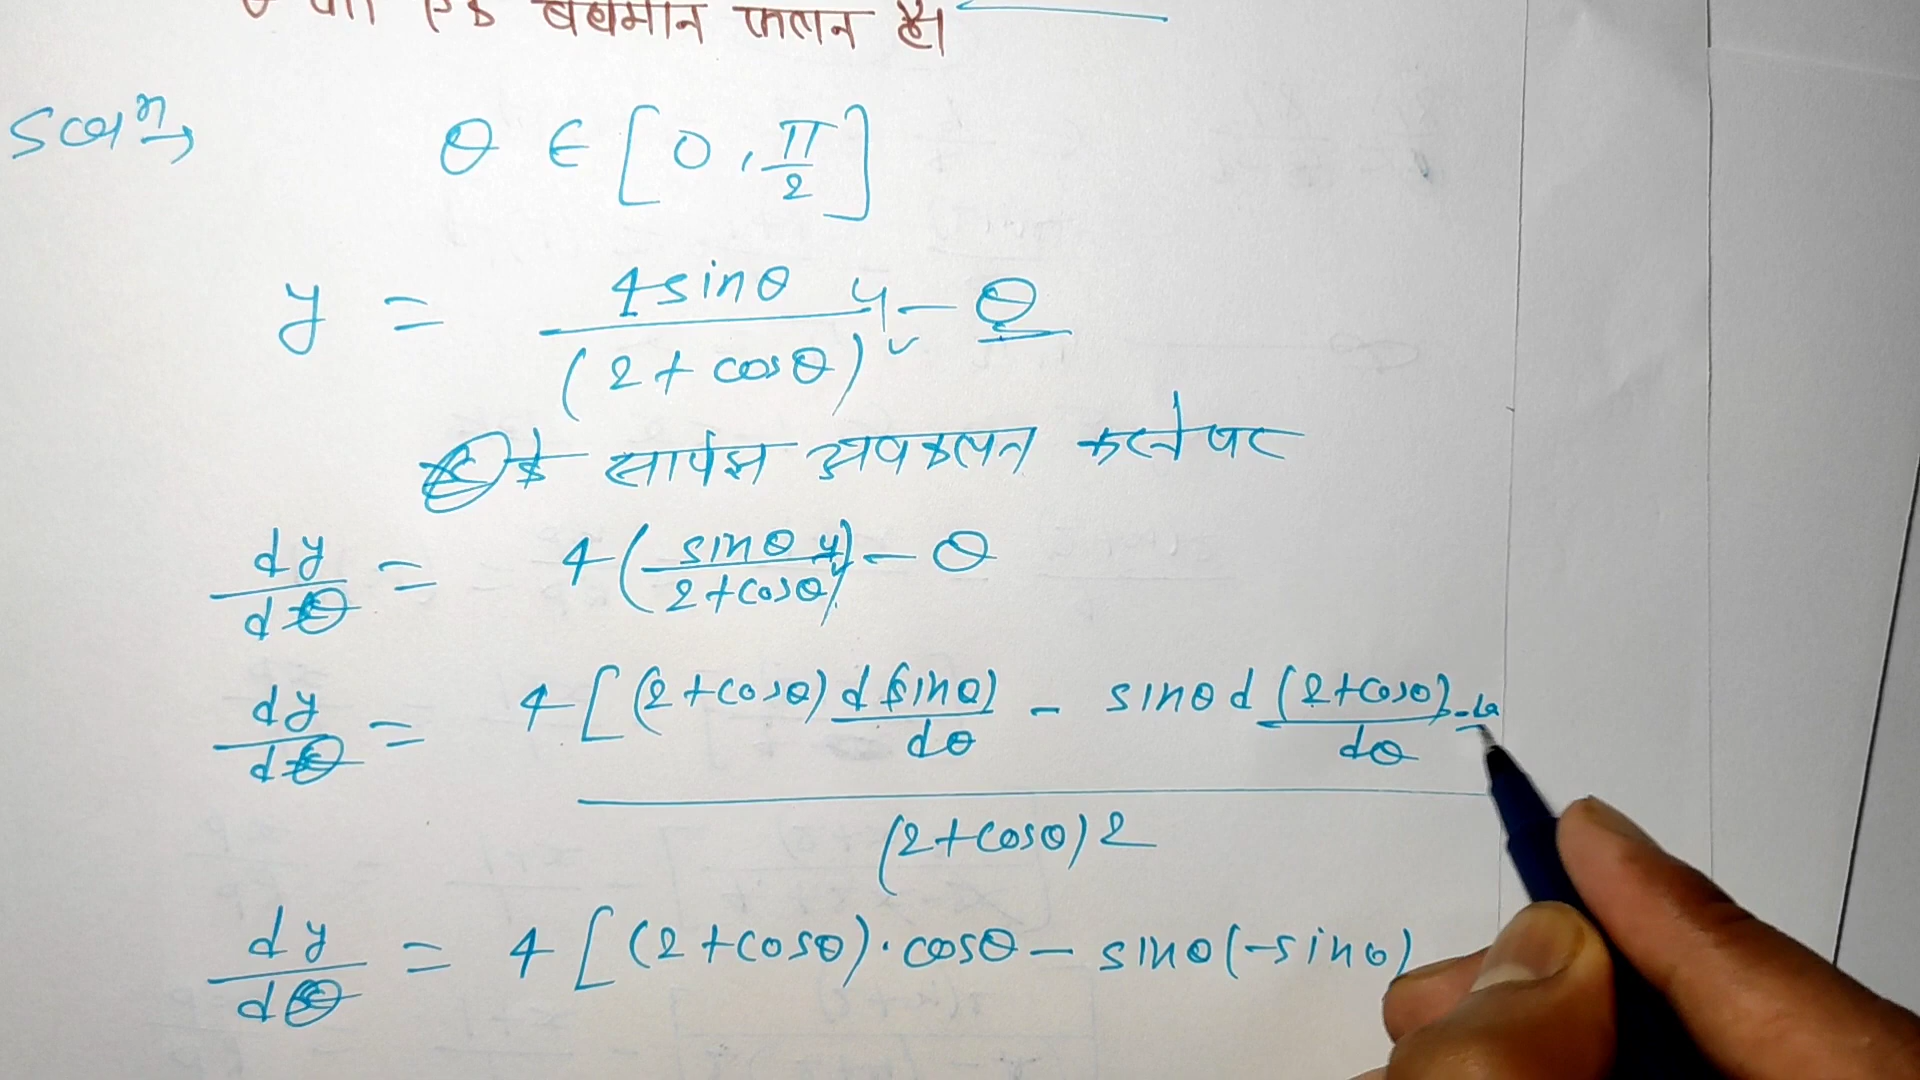 एक वर्धमान फलन है।
Solⁿ→ θ ∈ [0, π/2]
y = 4sinθ/(2+cosθ) - θ
के सापेक्ष अवकलन करने पर
dy/dθ = 4(sinθ/2+cosθ) - θ
dy/dθ = 4[(2+cosθ) d(sinθ)/dθ - sinθ d(2+cosθ)/dθ
(2+cosθ)2
dy/dθ = 4[(2+cosθ)·cosθ - sinθ(-sinθ)